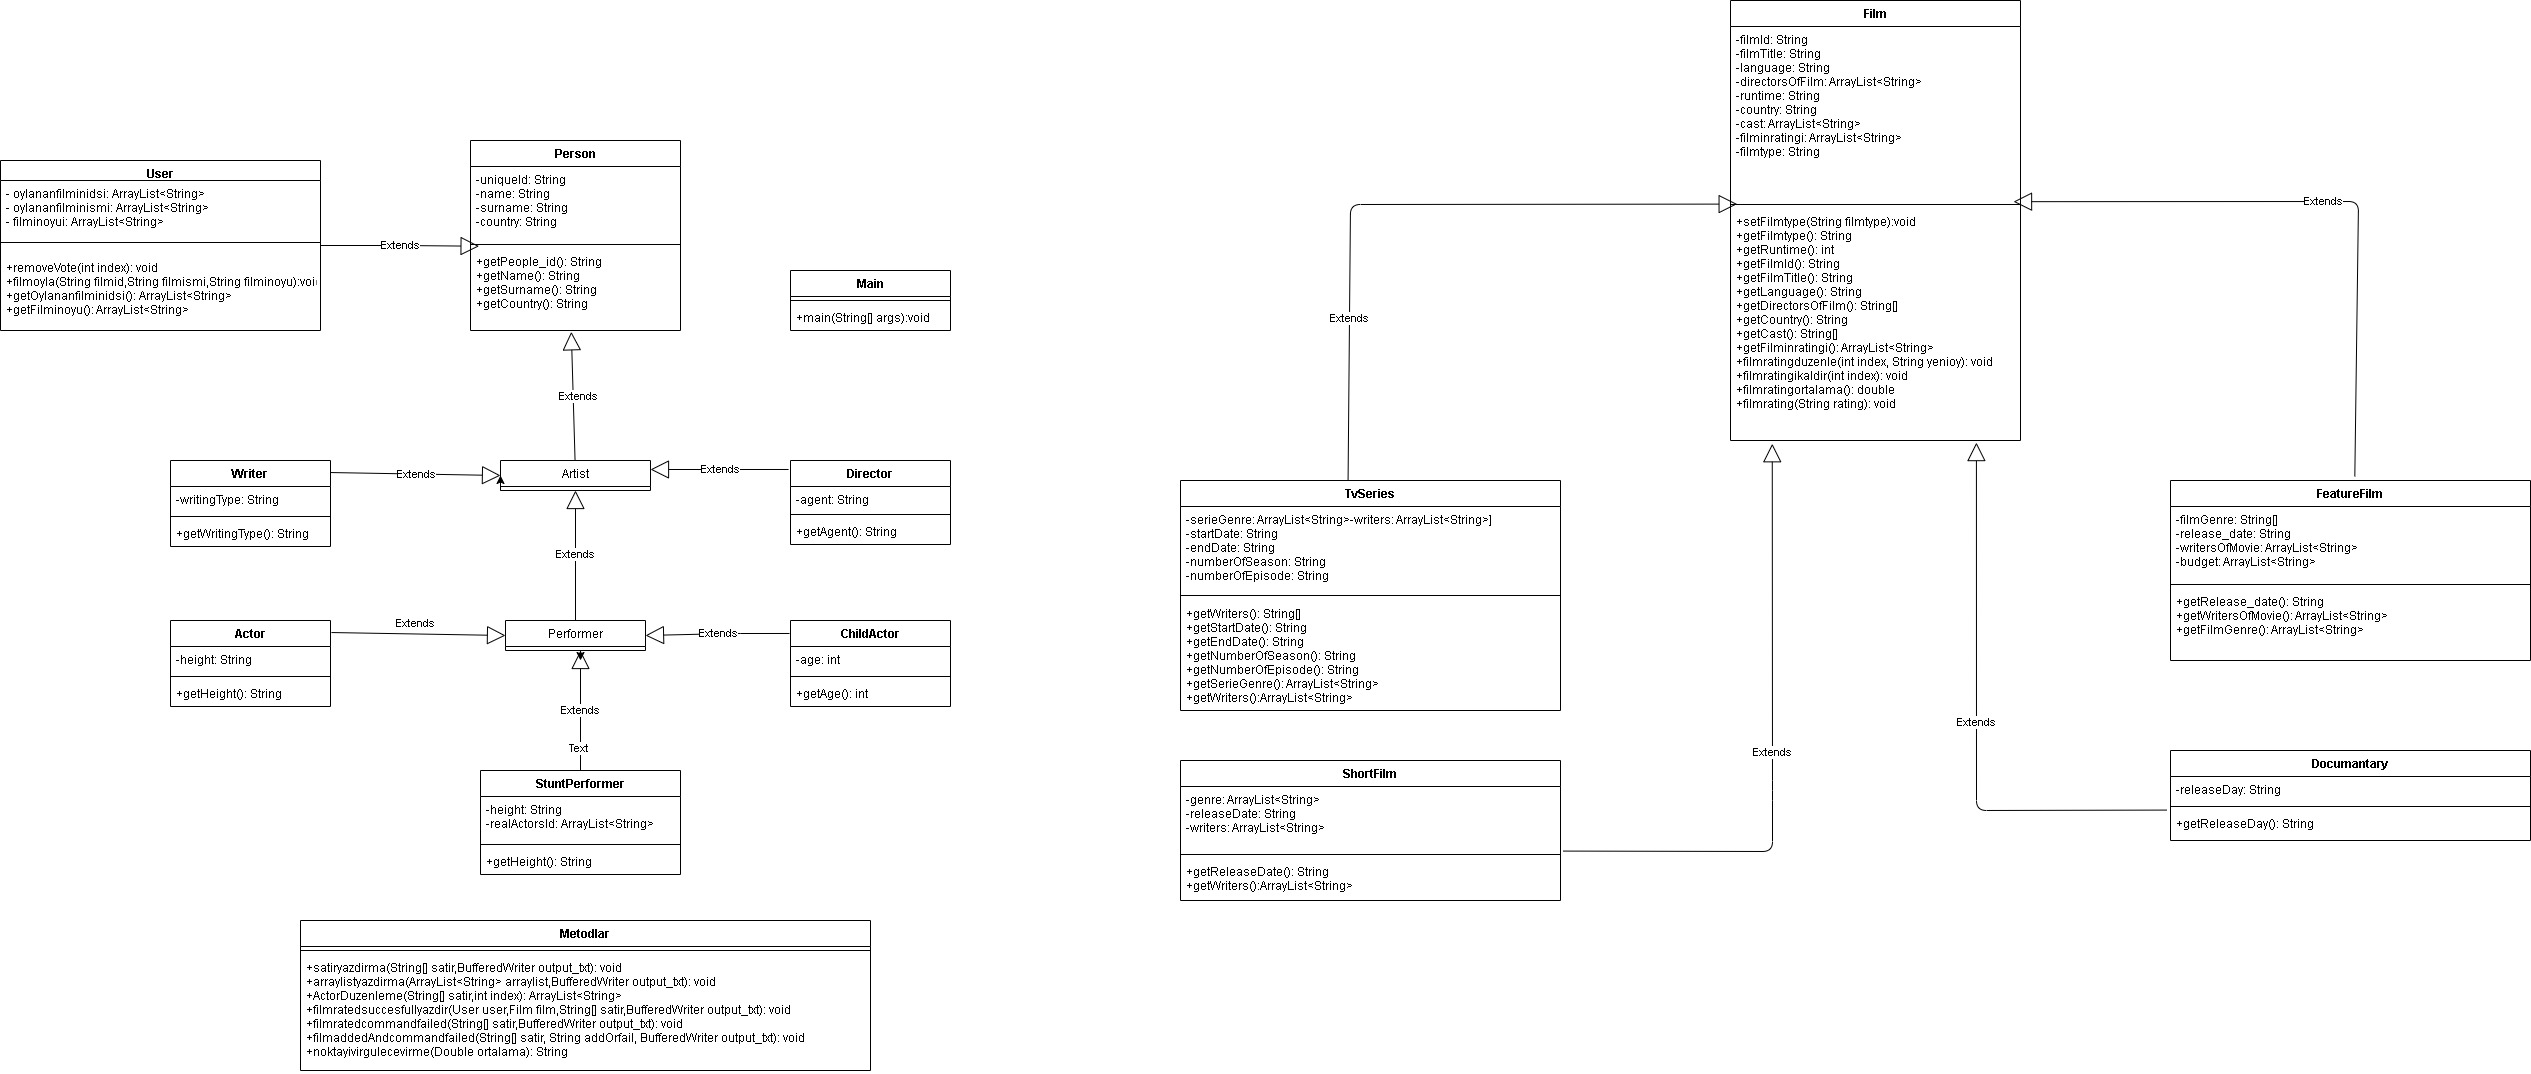 User
- oylananfilminidsi: ArrayList<String>
- oylananfilminismi: ArrayList<String>
- filminoyui: ArrayList<String>
+removeVote(int index): void
+filmoyla(String filmid,String filmismi,String filminoyu):voi
+getOylananfilminidsi(): ArrayList<String>
+getFilminoyu(): ArrayList<String>
Extends
Person
-uniqueId: String
-name: String
-surname: String
-country: String
+getPeople_id(): String
+getName(): String
+getSurname(): String
+getCountry(): String
Main
+main(String[] args):void
Extends
Writer
-writingType: String
+getWritingType(): String
Extends
Artist
Extends
Director
-agent: String
+getAgent(): String
Extends
Actor
-height: String
+getHeight(): String
Extends
Performer
Extends
ChildActor
-age: int
+getAge(): int
Extends
Text
StuntPerformer
-height: String
-realActorsId: ArrayList<String>
+getHeight(): String
Metodlar
+satiryazdirma(String[] satir,BufferedWriter output_txt): void
+arraylistyazdirma(ArrayList<String> arraylist,BufferedWriter output_txt): void
+ActorDuzenleme(String[] satir,int index): ArrayList<String>
+filmratedsuccesfullyazdir(User user,Film film,String[] satir,BufferedWriter output_txt): void
+filmratedcommandfailed(String[] satir,BufferedWriter output_txt): void
+filmaddedAndcommandfailed(String[] satir, String addOrfail, BufferedWriter output_txt): void
+noktayivirgulecevirme(Double ortalama): String
Film
-filmId: String
-filmTitle: String
-language: String
-directorsOfFilm: ArrayList<String>
-runtime: String
-country: String
-cast: ArrayList<String>
-filminratingi: ArrayList<String>
-filmtype: String
+setFilmtype(String filmtype):void
+getFilmtype(): String
+getRuntime(): int
+getFilmId(): String
+getFilmTitle(): String
+getLanguage(): String
+getDirectorsOfFilm(): String[]
+getCountry(): String
+getCast(): String[]
+getFilminratingi(): ArrayList<String>
+filmratingduzenle(int index, String yenioy): void
+filmratingikaldir(int index): void
+filmratingortalama(): double
+filmrating(String rating): void
Extends
Extends
TvSeries
-serieGenre: ArrayList<String>-writers: ArrayList<String>]
-startDate: String
-endDate: String
-numberOfSeason: String
-numberOfEpisode: String
+getWriters(): String[]
+getStartDate(): String
+getEndDate(): String
+getNumberOfSeason(): String
+getNumberOfEpisode(): String
+getSerieGenre(): ArrayList<String>
+getWriters():ArrayList<String>
FeatureFilm
-filmGenre: String[]
-release_date: String
-writersOfMovie: ArrayList<String>
-budget: ArrayList<String>
+getRelease_date(): String
+getWritersOfMovie(): ArrayList<String>
+getFilmGenre(): ArrayList<String>
Extends
Extends
ShortFilm
-genre: ArrayList<String>
-releaseDate: String
-writers: ArrayList<String>
+getReleaseDate(): String
+getWriters():ArrayList<String>
Documantary
-releaseDay: String
+getReleaseDay(): String